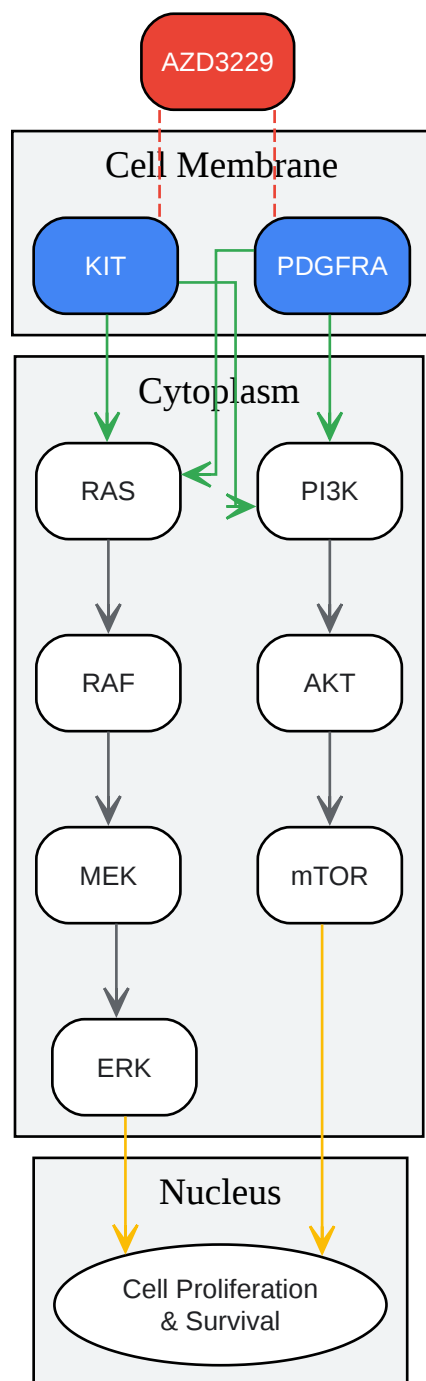 AZD3229
Cell Membrane
KIT
PDGFRA
Cytoplasm
RAS
PI3K
RAF
AKT
MEK
mTOR
ERK
Nucleus
Cell Proliferation
& Survival